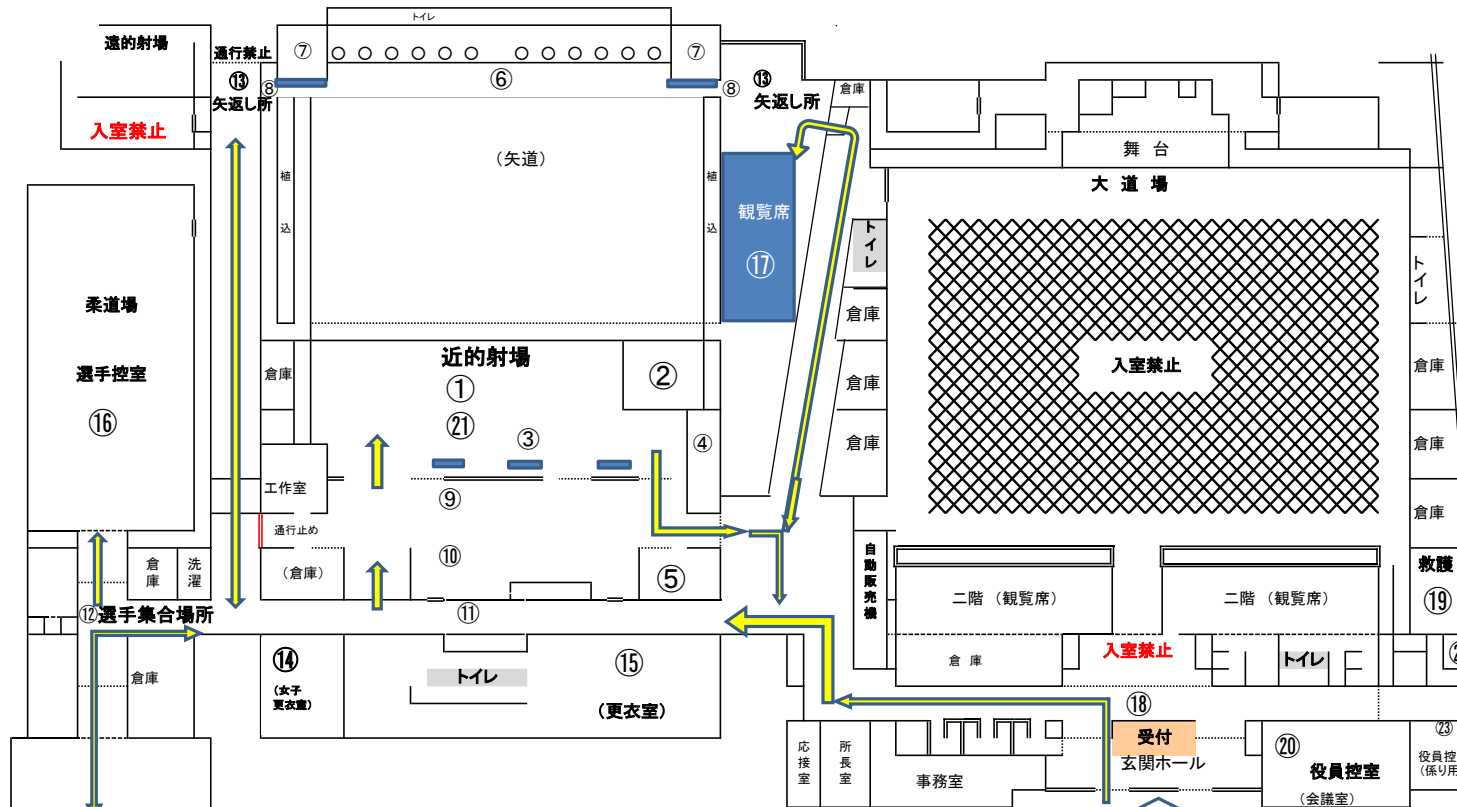 トイレ
遠的射場
通行禁止
⑦
⑦
⑬
⑧
矢返し所
⑥
⑧
⑬
矢返し所
倉庫
入室禁止
(矢道)
舞 台
大 道 場
植
込
植
込
観覧席
⑰
トイレ
トイレ
柔道場
倉庫
選手控室
近的射場
入室禁止
倉庫
倉庫
①
②
倉庫
⑯
㉑
③
④
倉庫
倉庫
工作室
⑨
倉庫
通行止め
倉庫
洗濯
(倉庫)
⑩
⑤
自動販売機
二階 (観覧席)
二階 (観覧席)
救護
⑲
⑫選手集合場所
⑪
入室禁止
倉庫
⑭
(女子
更衣室)
トイレ
⑮
(更衣室)
倉 庫
トイレ
⑱
受付
玄関ホール
応接室
所長室
事務室
⑳
役員控室
(会議室)
㉓
役員控
(係り用